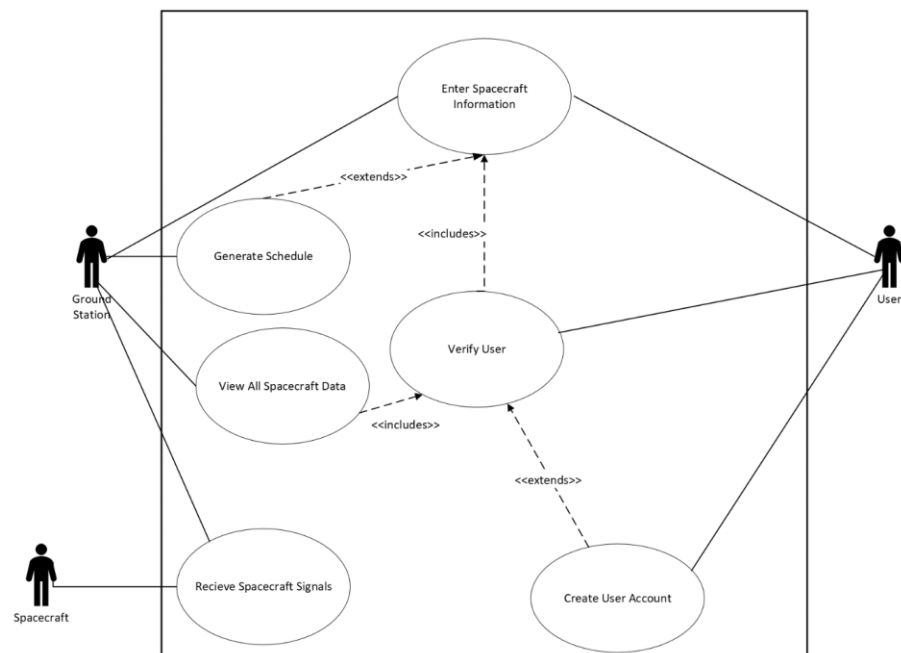 Enter Spacecraft
Information
<<extends>>
<<includes>>
Generate Schedule
Ground
Station
User
Verify User
View All Spacecraft Data
<<includes>>
<<extends>>
Recieve Spacecraft Signals
Create User Account
Spacecraft